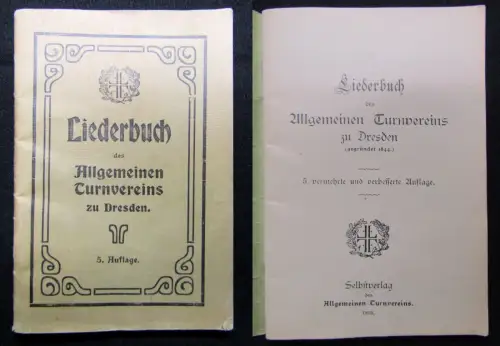 Liederbuch
des
Allgemeinen
Turnvereins
zu Dresden.
5. Auflage.
Liederbuch
des
Allgemeinen Turnvereins
zu Dresden
(gegründet 1844.)
5. vermehrte und verbesserte Auflage.
Selbstverlag
des
Allgemeinen Turnvereins.